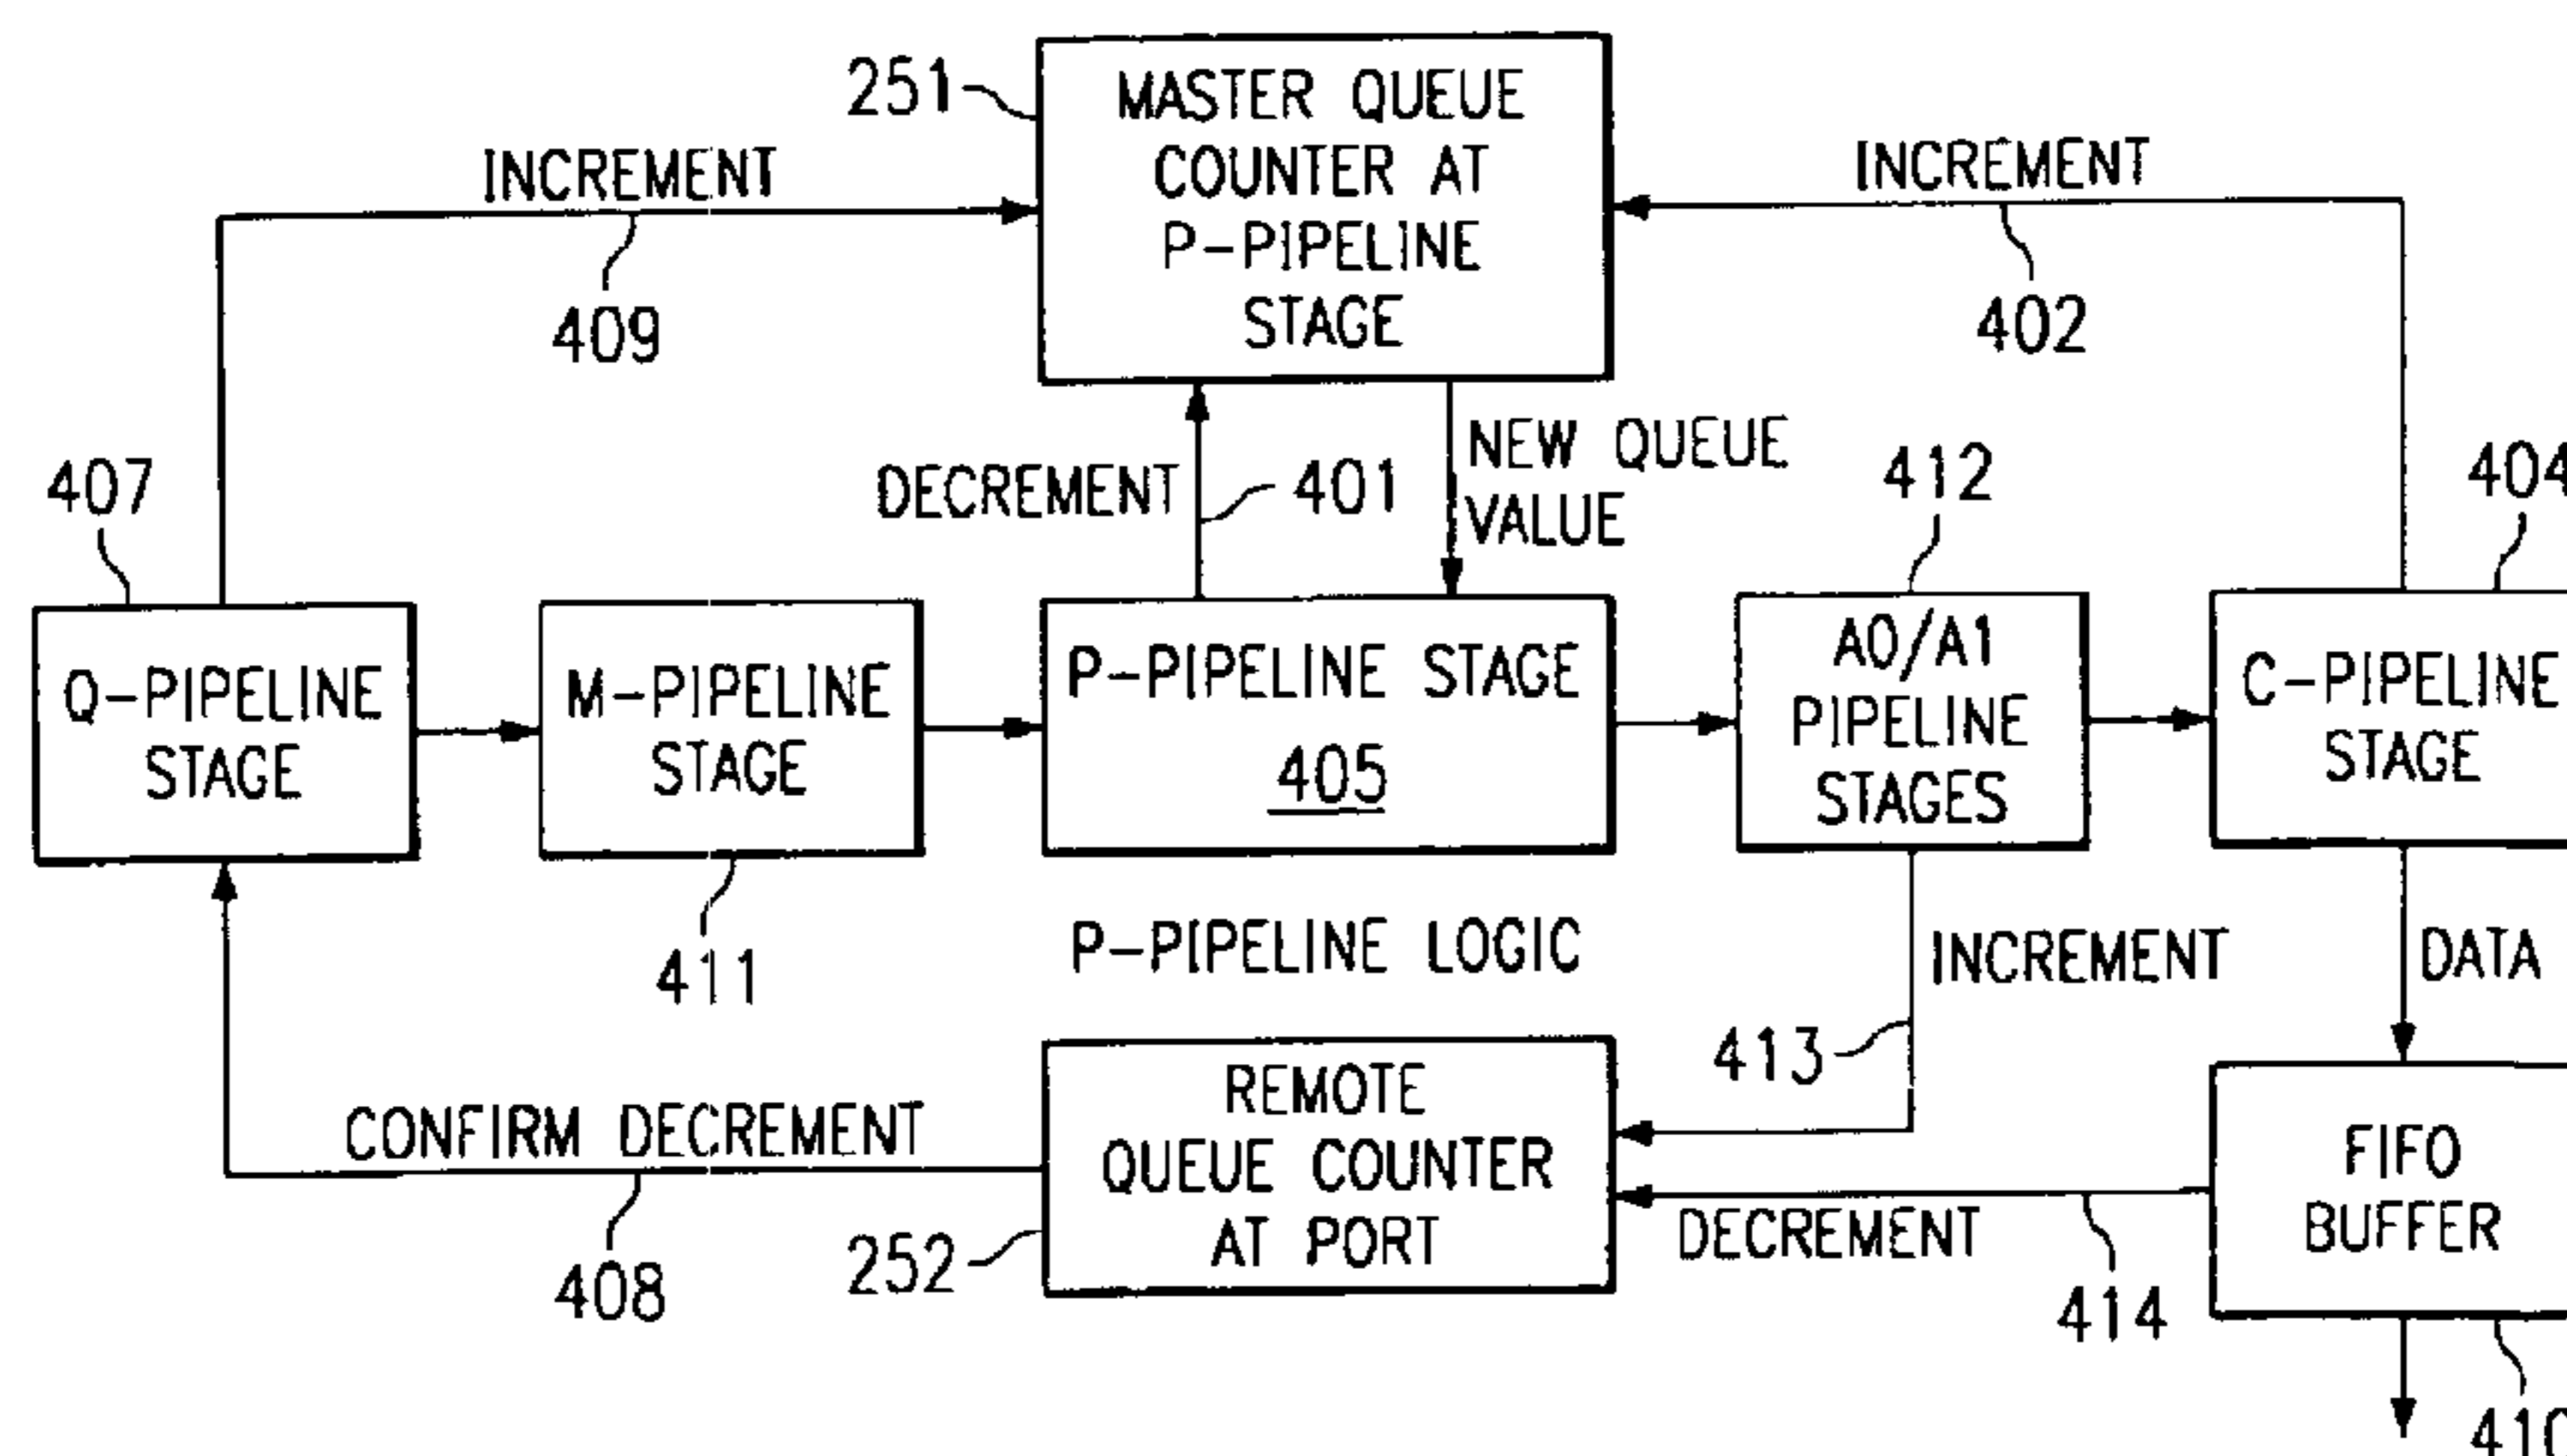 251
MASTER QUEUE
COUNTER AT
P-PIPELINE
STAGE
INCREMENT
409
INCREMENT
402
DECREMENT
401
NEW QUEUE
VALUE
407
412
404
Q-PIPELINE
STAGE
M-PIPELINE
STAGE
P-PIPELINE STAGE
405
A0/A1
PIPELINE
STAGES
C-PIPELINE
STAGE
411
P-PIPELINE LOGIC
INCREMENT
413
DATA
CONFIRM DECREMENT
408
252
REMOTE
QUEUE COUNTER
AT PORT
DECREMENT
414
FIFO
BUFFER
410